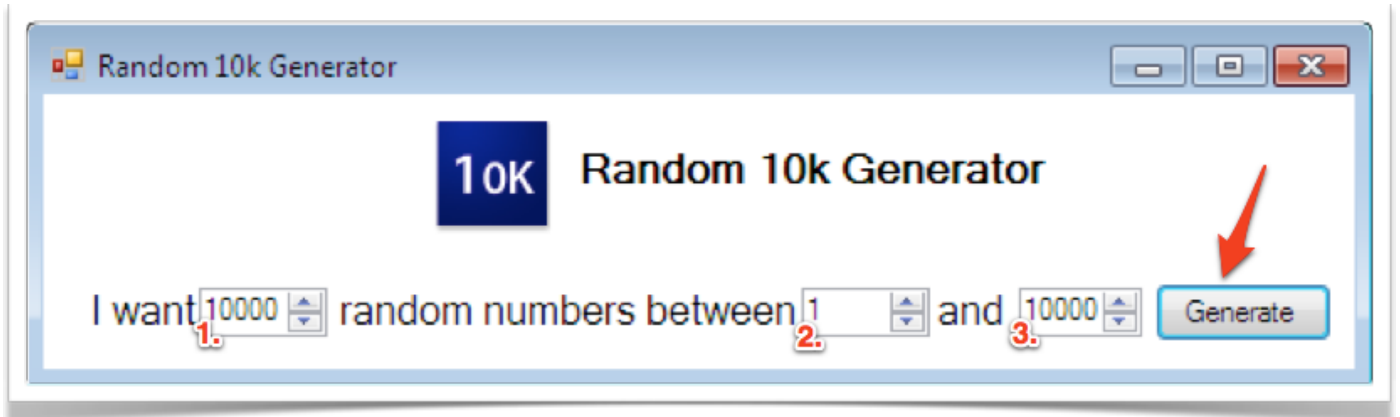 Random 10k Generator
10K Random 10k Generator
I want 10000 random numbers between 1 and 10000 Generate
1. 2. 3.